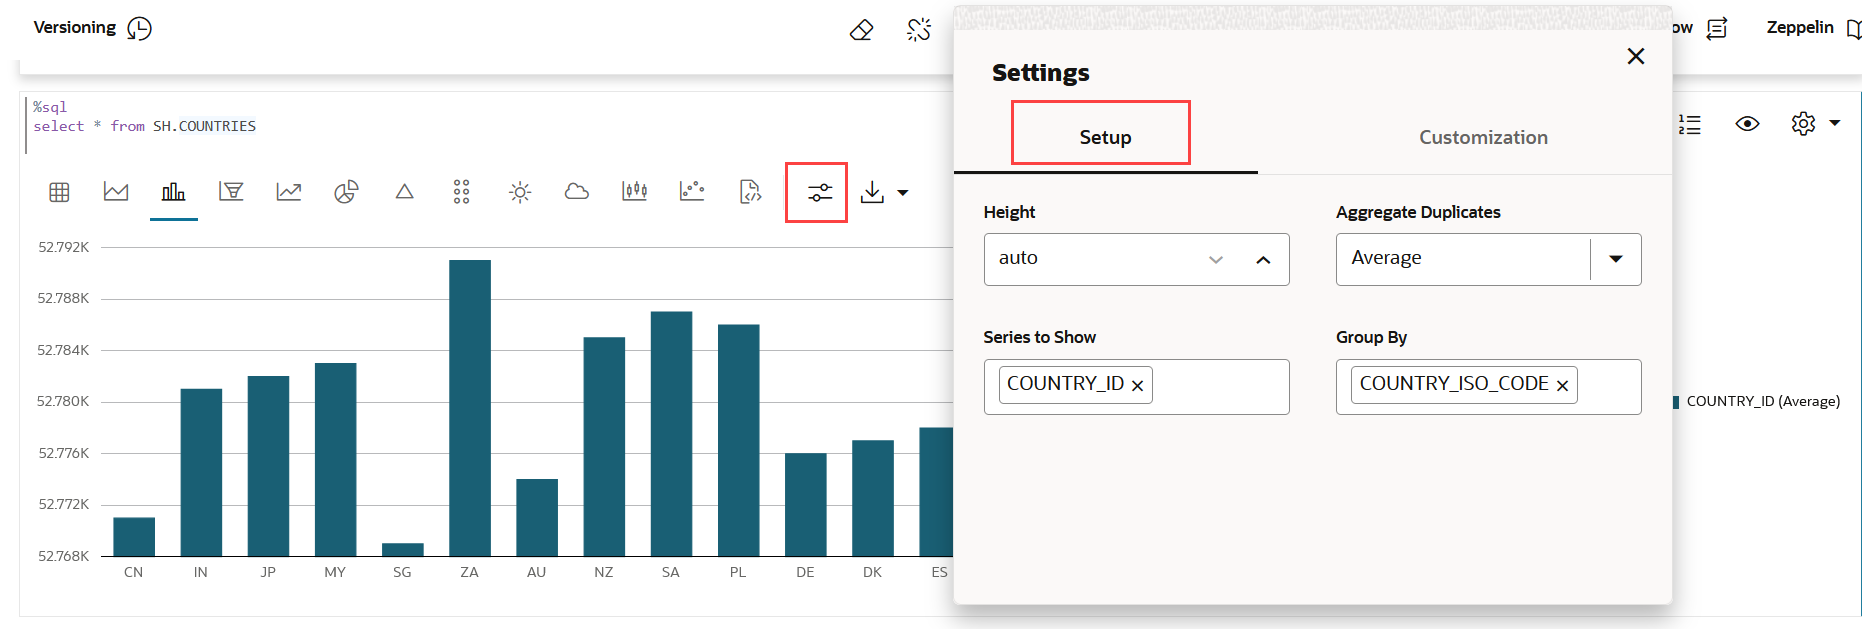 Versioning
ow
Zeppelin
Settings
Setup
Customization
%sql
select * from SH.COUNTRIES
Height
Aggregate Duplicates
auto
Average
Series to Show
Group By
COUNTRY_ID
COUNTRY_ISO_CODE
52.792K
52.788K
52.784K
52.780K
52.776K
52.772K
52.768K
CN IN JP MY SG ZA AU NZ SA PL DE DK ES
COUNTRY_ID (Average)